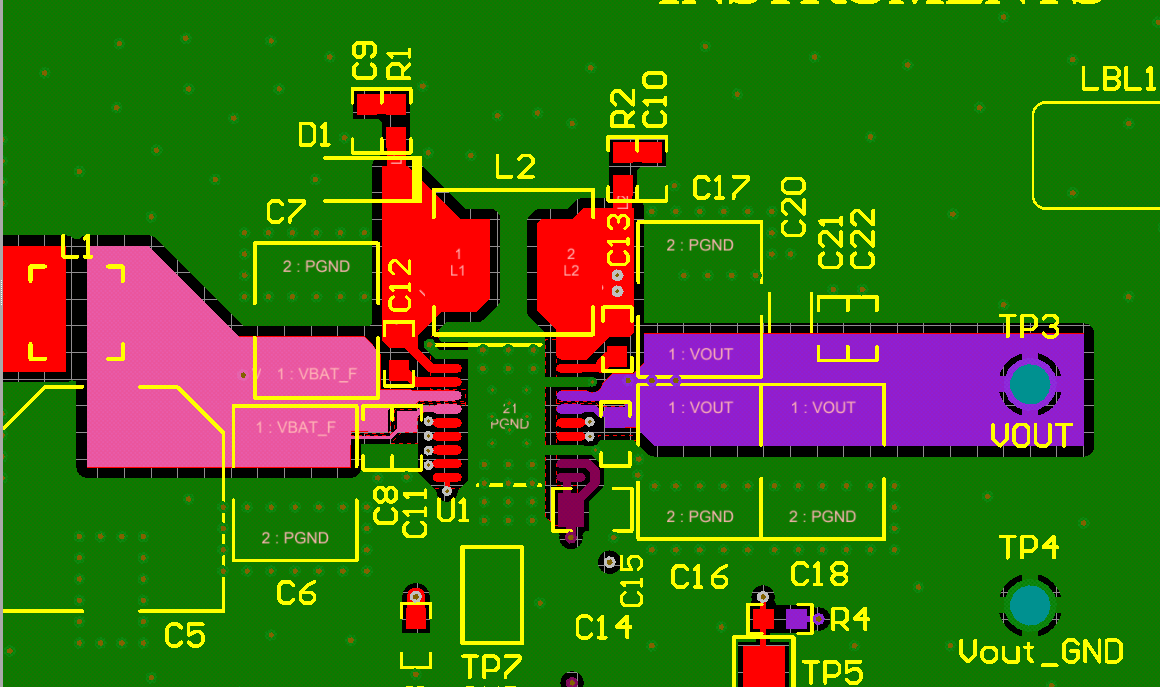 INSTRUMENTS
LBL1
C9
R1
D1
R2
C10
L2
C17
C20
C21
C22
C7
L1
2 : PGND
1
L1
2
L2
C13
2 : PGND
C12
TP3
1 : VBAT_F
1 : VOUT
21
PGND
1 : VBAT_F
1 : VOUT
1 : VOUT
VOUT
C8
C11
U1
2 : PGND
2 : PGND
2 : PGND
TP4
C6
C15
C16
C18
C5
C14
R4
TP7
TP5
Vout_GND